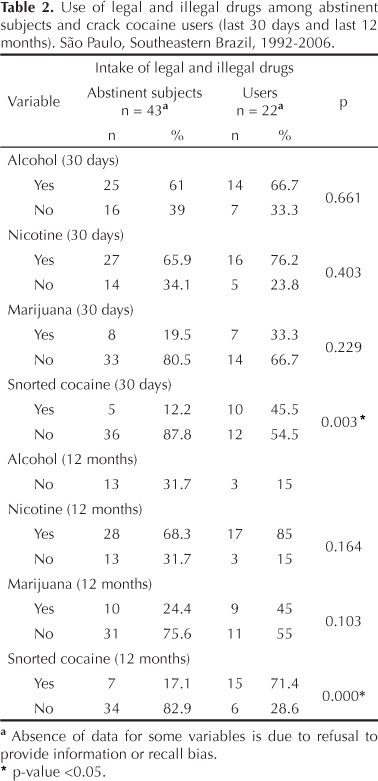 Table 2. Use of legal and illegal drugs among abstinent
subjects and crack cocaine users (last 30 days and last 12
months). São Paulo, Southeastern Brazil, 1992-2006.
Intake of legal and illegal drugs
Variable Abstinent subjects n = 43a Users n = 22a p
n % n %
Alcohol (30 days)
Yes 25 61 14 66.7 0.661
No 16 39 7 33.3
Nicotine (30 days)
Yes 27 65.9 16 76.2 0.403
No 14 34.1 5 23.8
Marijuana (30 days)
Yes 8 19.5 7 33.3 0.229
No 33 80.5 14 66.7
Snorted cocaine (30 days)
Yes 5 12.2 10 45.5 0.003*
No 36 87.8 12 54.5
Alcohol (12 months)
No 13 31.7 3 15
Nicotine (12 months)
Yes 28 68.3 17 85 0.164
No 13 31.7 3 15
Marijuana (12 months)
Yes 10 24.4 9 45 0.103
No 31 75.6 11 55
Snorted cocaine (12 months)
Yes 7 17.1 15 71.4 0.000*
No 34 82.9 6 28.6
a Absence of data for some variables is due to refusal to
provide information or recall bias.
* p-value <0.05.